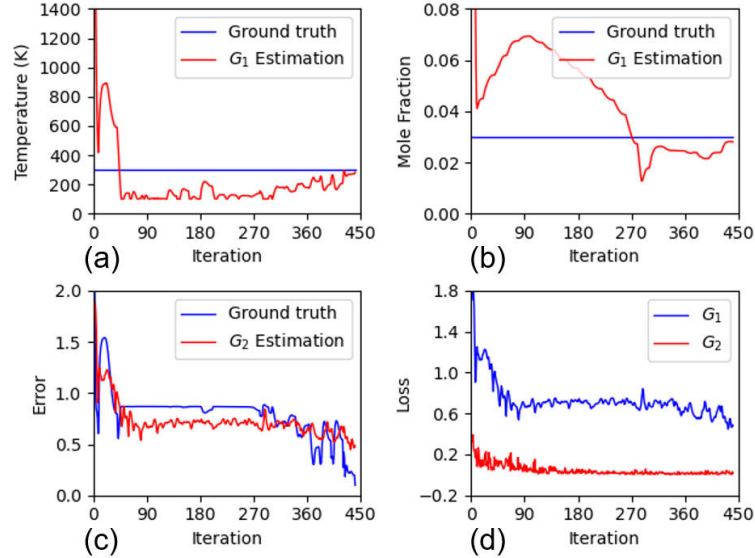 1400
1200
1000
800
600
400
200
0
Temperature (K)
Ground truth
G₁ Estimation
0 90 180 270 360 450
Iteration
(a)
0.08
0.06
0.04
0.02
0.00
Mole Fraction
Ground truth
G₁ Estimation
0 90 180 270 360 450
Iteration
(b)
2.0
1.5
1.0
0.5
0.0
Error
Ground truth
G₂ Estimation
0 90 180 270 360 450
Iteration
(c)
1.8
1.4
1.0
0.6
0.2
−0.2
Loss
G₁
G₂
0 90 180 270 360 450
Iteration
(d)